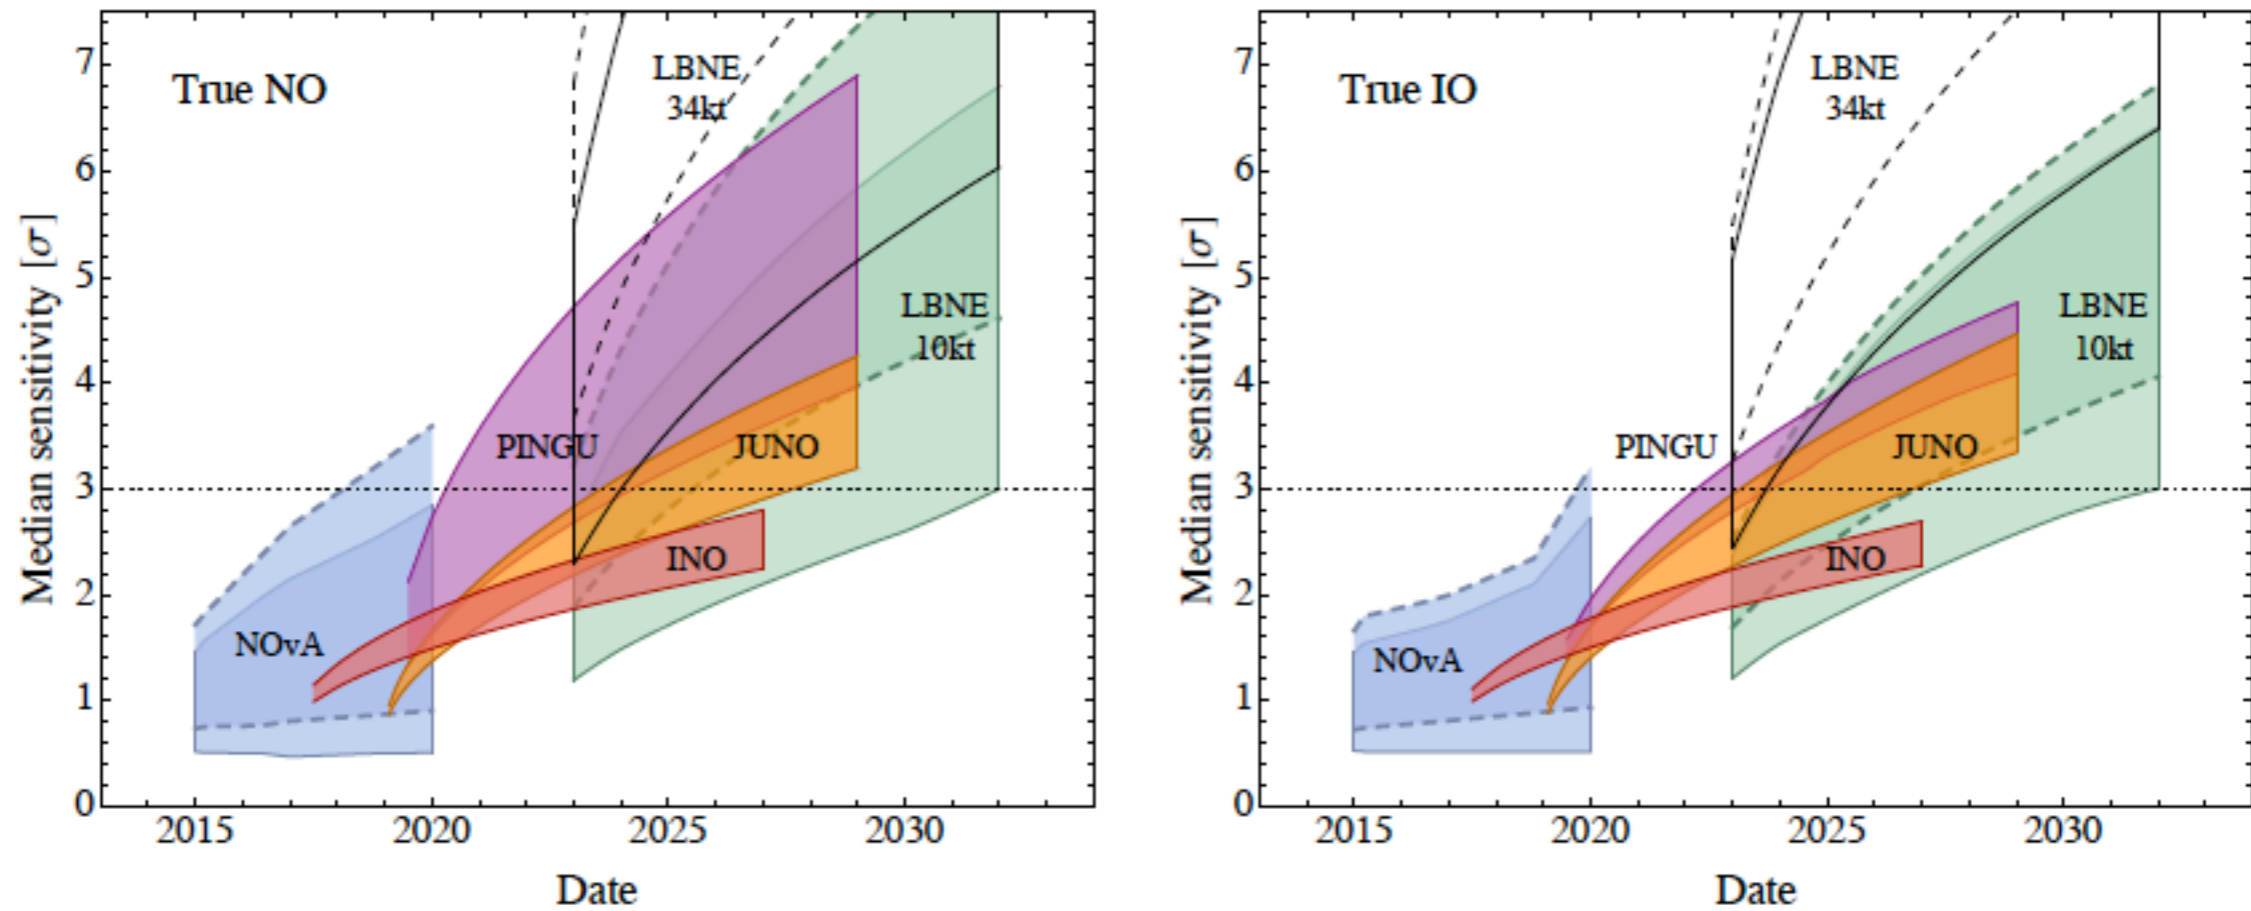 True NO
LBNE
34kt
LBNE
10kt
PINGU
JUNO
INO
NOvA
7
6
5
4
3
2
1
0
2015 2020 2025 2030
Median sensitivity [σ]
Date
True IO
LBNE
34kt
LBNE
10kt
PINGU
JUNO
INO
NOvA
7
6
5
4
3
2
1
0
2015 2020 2025 2030
Median sensitivity [σ]
Date